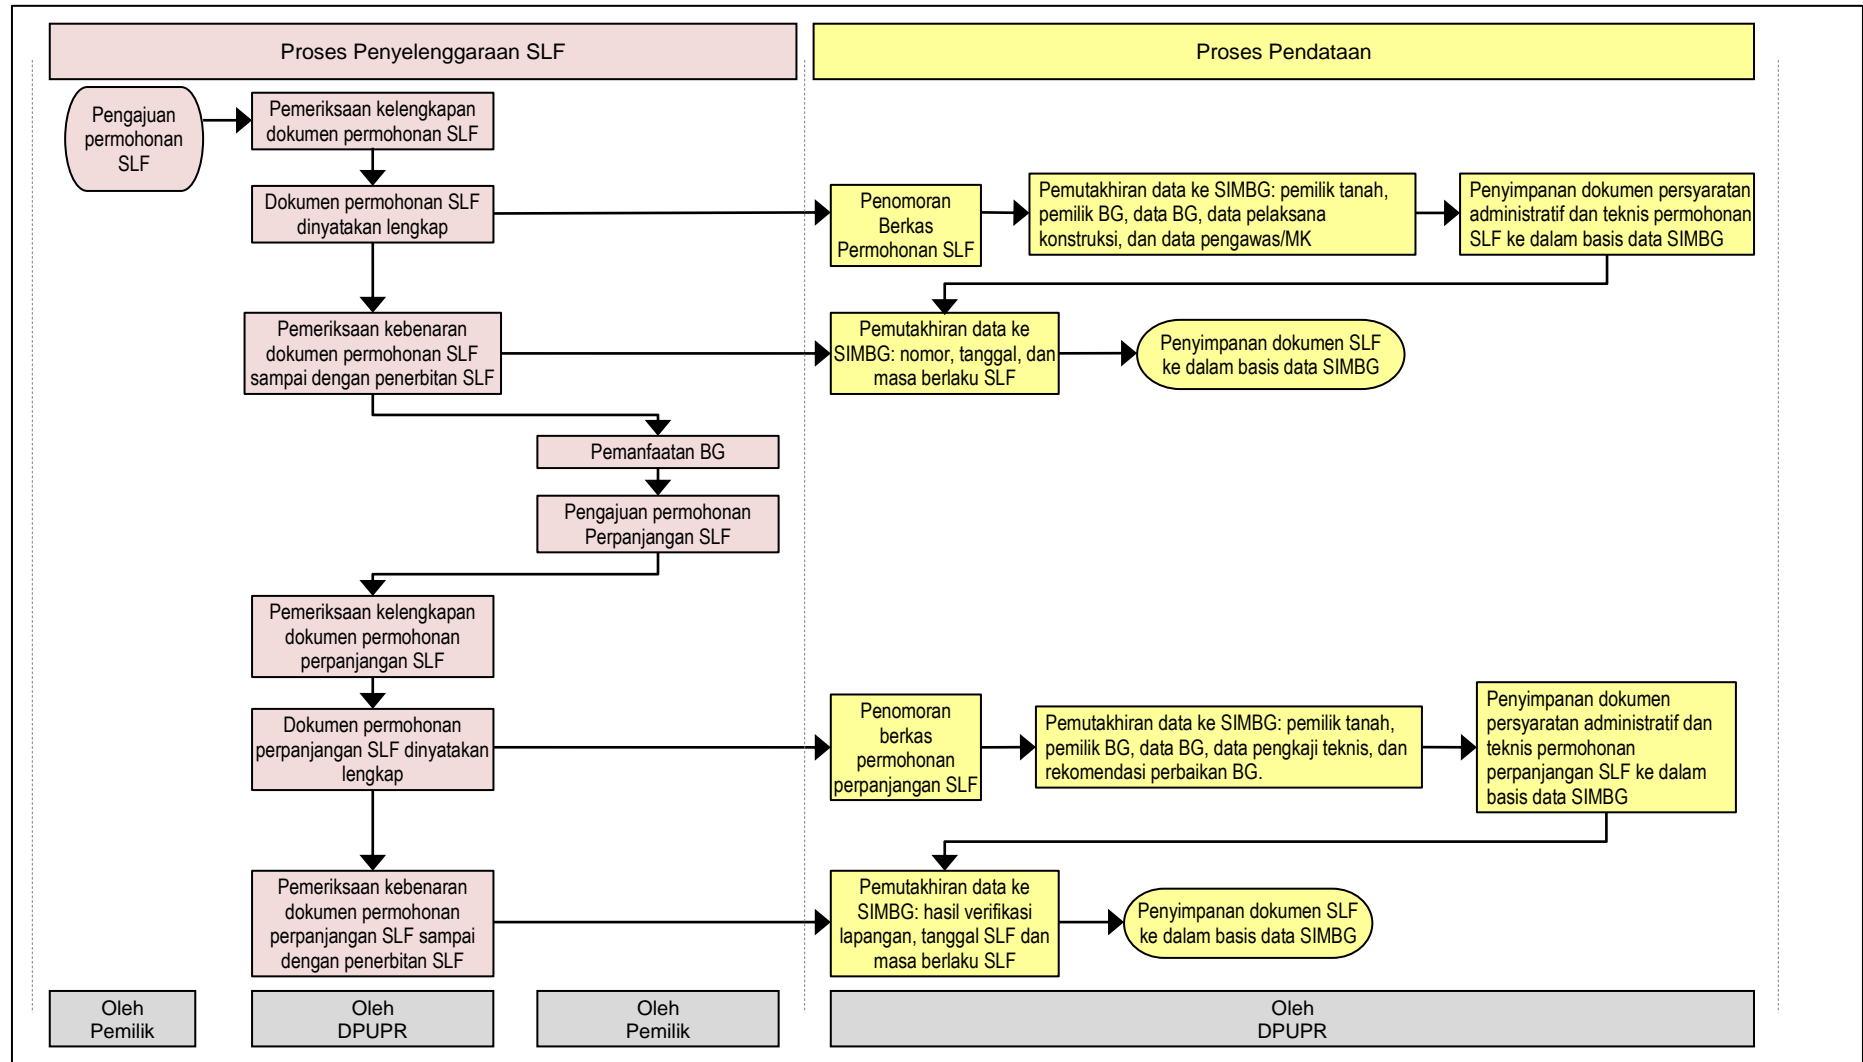 Proses Penyelenggaraan SLF
Proses Pendataan
Pengajuan
permohonan
SLF
Pemeriksaan kelengkapan
dokumen permohonan SLF
Dokumen permohonan SLF
dinyatakan lengkap
Penomoran
Berkas
Permohonan SLF
Pemutakhiran data ke SIMBG: pemilik tanah,
pemilik BG, data BG, data pelaksana
konstruksi, dan data pengawas/MK
Penyimpanan dokumen persyaratan
administratif dan teknis permohonan
SLF ke dalam basis data SIMBG
Pemeriksaan kebenaran
dokumen permohonan SLF
sampai dengan penerbitan SLF
Pemutakhiran data ke
SIMBG: nomor, tanggal, dan
masa berlaku SLF
Penyimpanan dokumen SLF
ke dalam basis data SIMBG
Pemanfaatan BG
Pengajuan permohonan
Perpanjangan SLF
Pemeriksaan kelengkapan
dokumen permohonan
perpanjangan SLF
Dokumen permohonan
perpanjangan SLF dinyatakan
lengkap
Penomoran
berkas
permohonan
perpanjangan SLF
Pemutakhiran data ke SIMBG: pemilik tanah,
pemilik BG, data BG, data pengkaji teknis, dan
rekomendasi perbaikan BG.
Penyimpanan dokumen
persyaratan administratif dan
teknis permohonan
perpanjangan SLF ke dalam
basis data SIMBG
Pemeriksaan kebenaran
dokumen permohonan
perpanjangan SLF sampai
dengan penerbitan SLF
Pemutakhiran data ke
SIMBG: hasil verifikasi
lapangan, tanggal SLF dan
masa berlaku SLF
Penyimpanan dokumen SLF
ke dalam basis data SIMBG
Oleh
Pemilik
Oleh
DPUPR
Oleh
Pemilik
Oleh
DPUPR